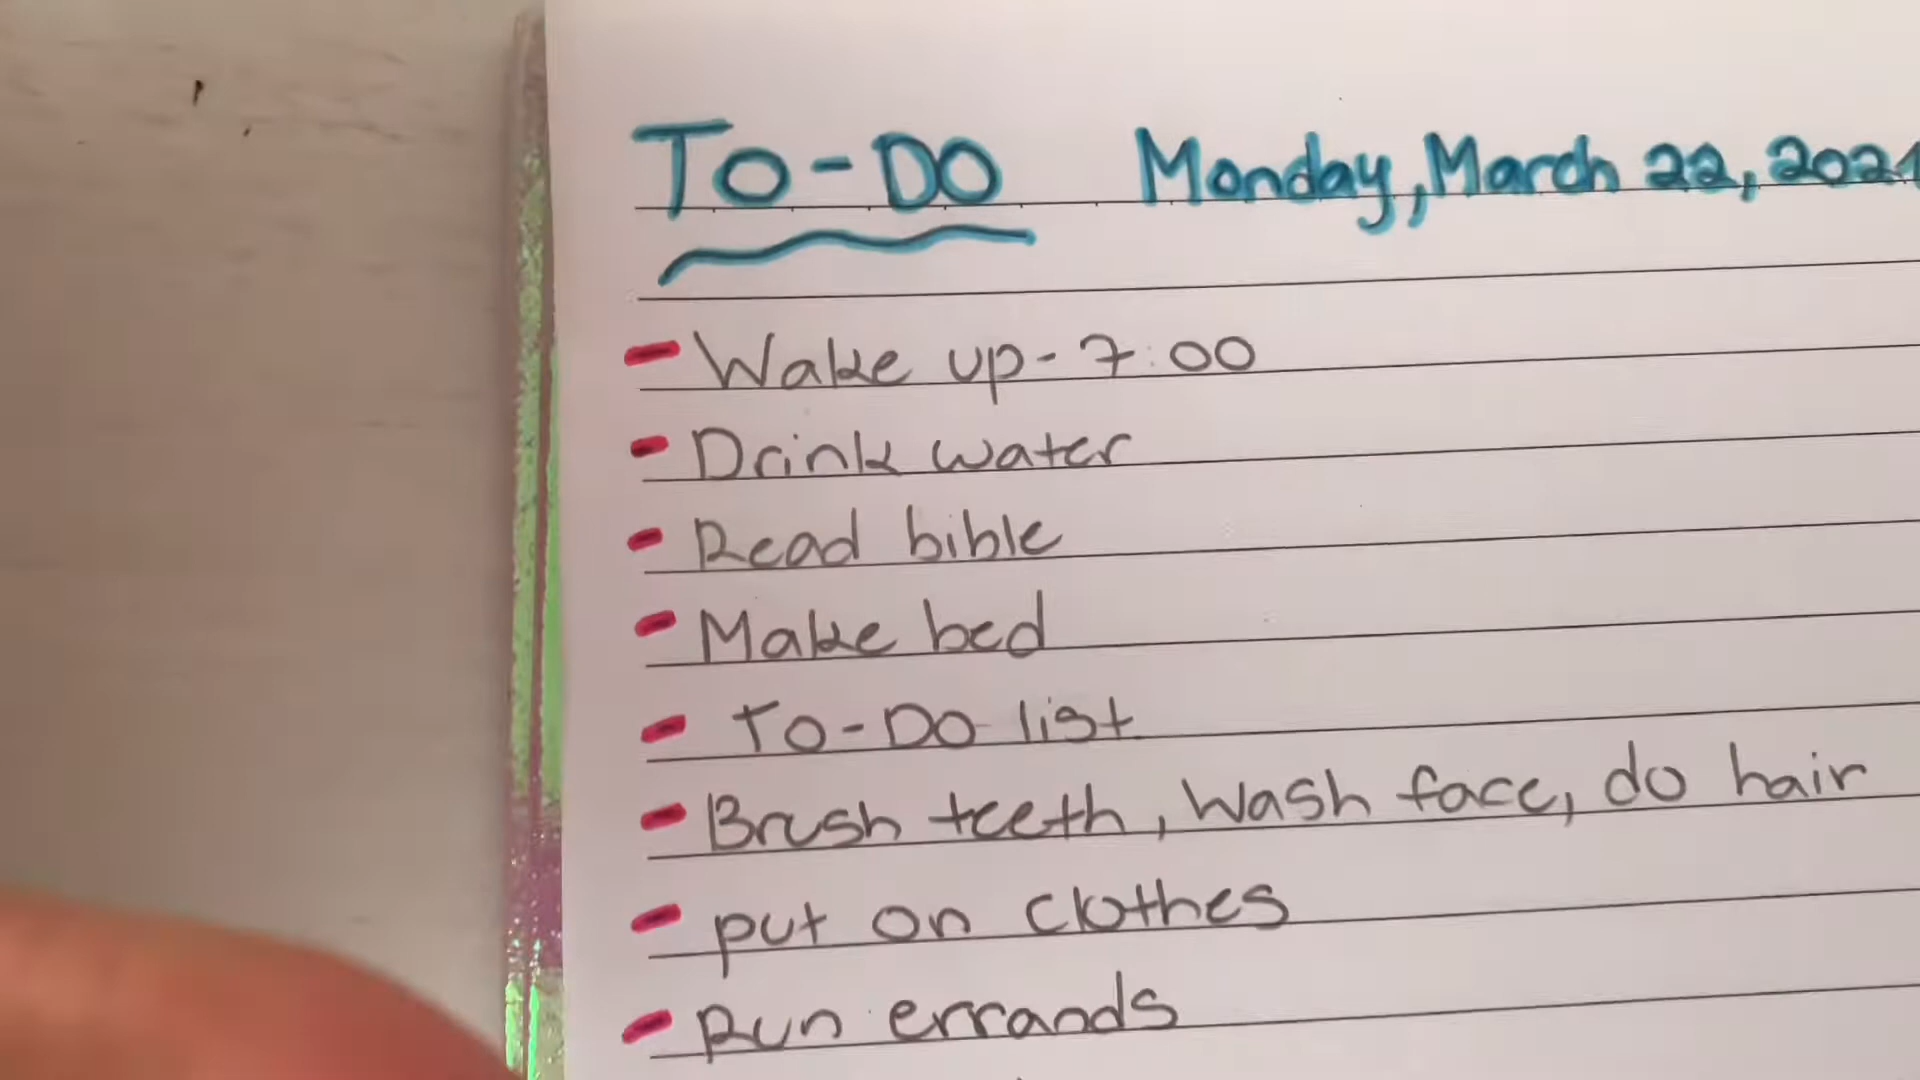 TO-DO Monday, March 22, 2021
- Wake up - 7:00
- Drink water
- Read bible
- Make bed
- TO-DO list
- Brush teeth, Wash face, do hair
- put on clothes
- Run errands